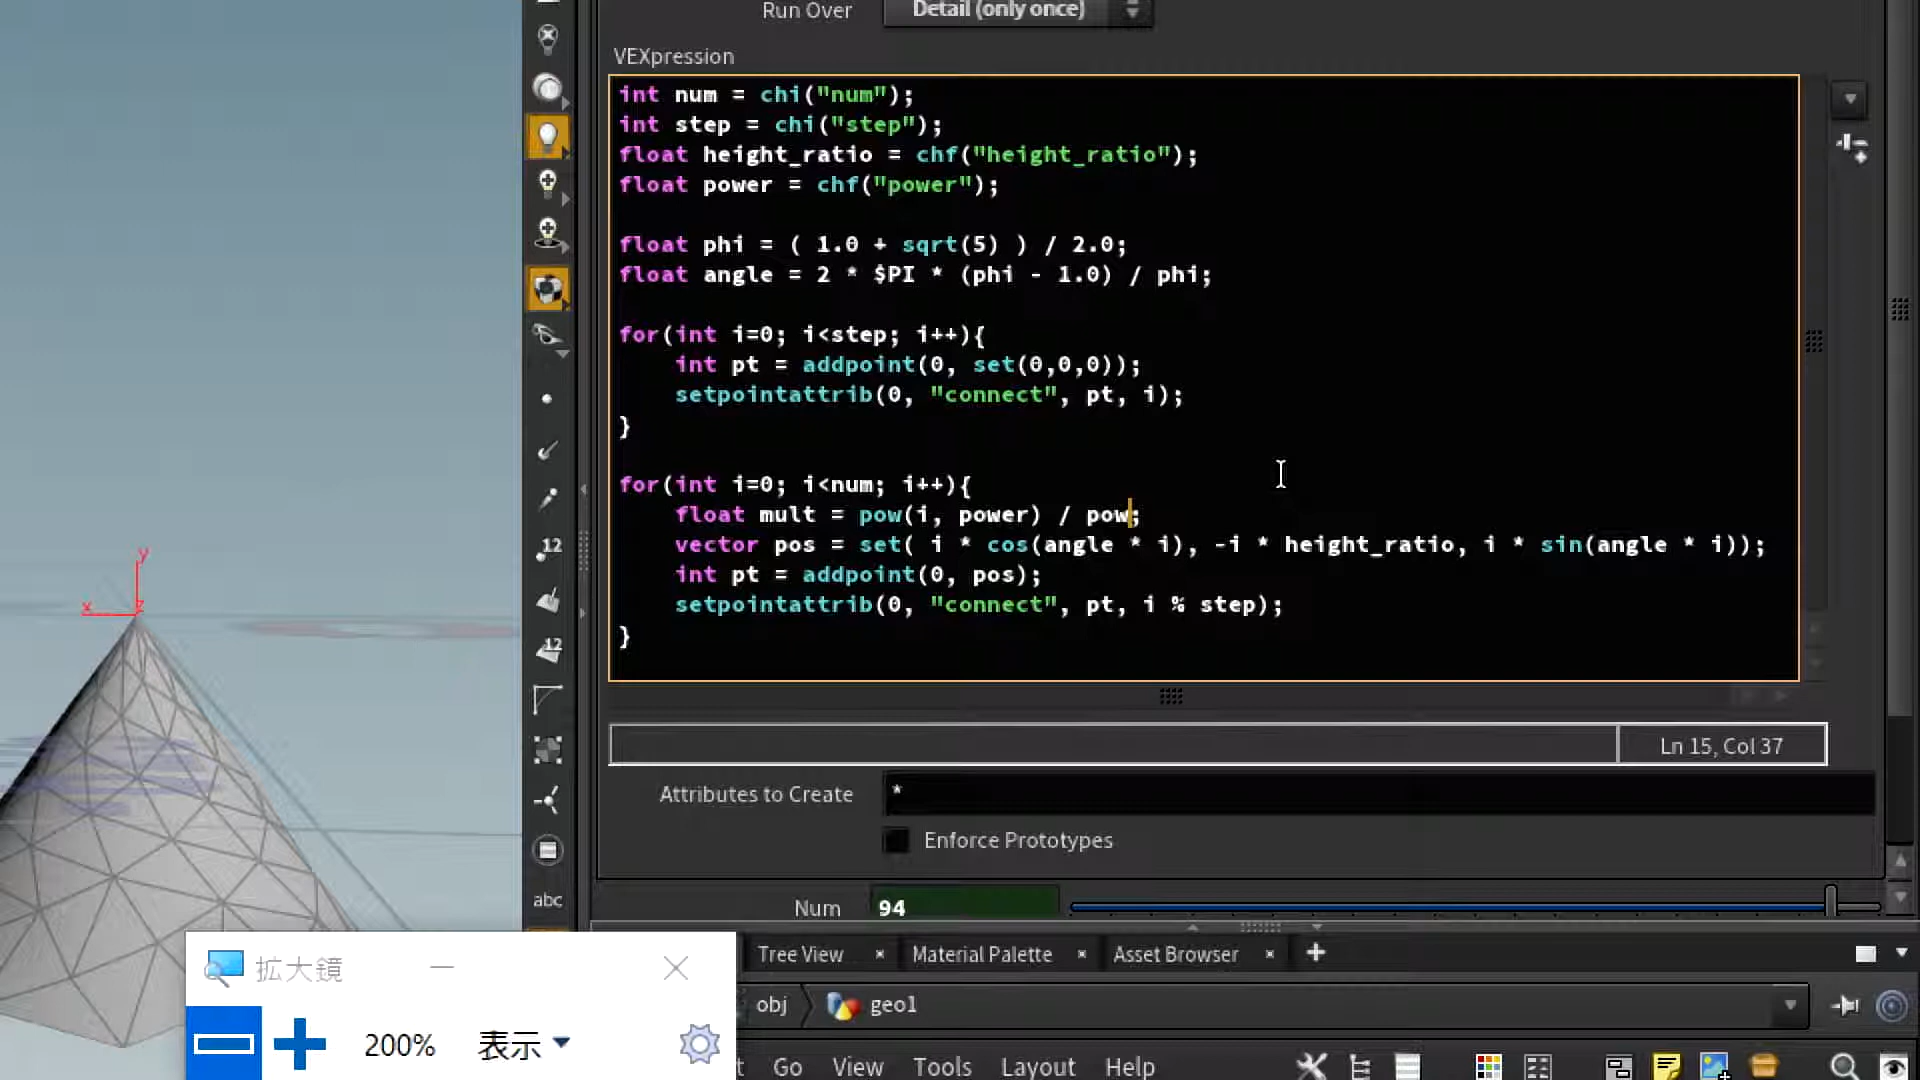 Run Over
Detail (only once)
VEXpression
int num = chi("num");
int step = chi("step");
float height_ratio = chf("height_ratio");
float power = chf("power");
float phi = ( 1.0 + sqrt(5) ) / 2.0;
float angle = 2 * $PI * (phi - 1.0) / phi;
for(int i=0; i<step; i++){
    int pt = addpoint(0, set(0,0,0));
    setpointattrib(0, "connect", pt, i);
}
for(int i=0; i<num; i++){
    float mult = pow(i, power) / pow;
    vector pos = set( i * cos(angle * i), -i * height_ratio, i * sin(angle * i));
    int pt = addpoint(0, pos);
    setpointattrib(0, "connect", pt, i % step);
}
Ln 15, Col 37
Attributes to Create
*
Enforce Prototypes
Num
94
Tree View
Material Palette
Asset Browser
obj
geo1
Go
View
Tools
Layout
Help
拡大鏡
200%
表示
12
12
abc
y
x
z